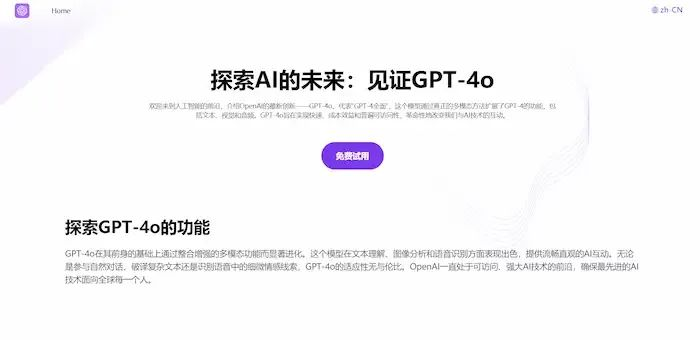 Home
zh-CN
探索AI的未来：见证GPT-4o
欢迎来到人工智能的前沿，介绍OpenAI的最新创新——GPT-4o，代表“GPT-4全面”，这个模型通过真正的多模态方法扩展了GPT-4的功能，包
括文本、视觉和音频。GPT-4o旨在实现快速、成本效益和普遍可访问性，革命性地改变我们与AI技术的互动。
免费试用
探索GPT-4o的功能
GPT-4o在其前身的基础上通过整合增强的多模态功能而显著进化。这个模型在文本理解、图像分析和语音识别方面表现出色，提供流畅直观的AI互动。无论
是参与自然对话、破译复杂文本还是识别语音中的细微情感线索，GPT-4o的适应性无与伦比。OpenAI一直处于可访问、强大AI技术的前沿，确保最先进的AI
技术面向全球每一个人。